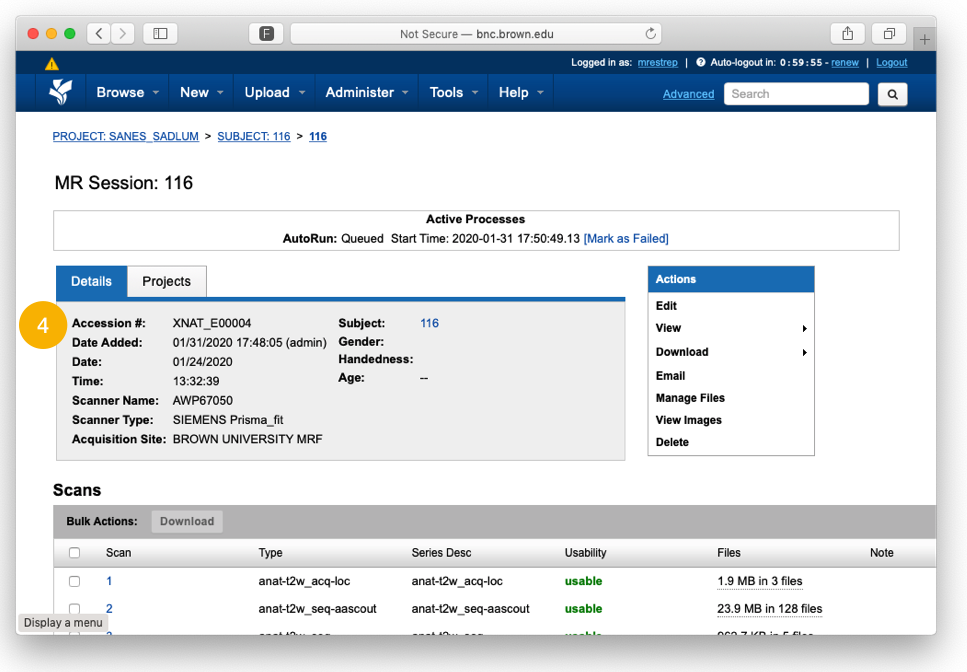 F
Not Secure — bnc.brown.edu
Logged in as: mrestrep | ? Auto-logout in: 0:59:55 - renew | Logout
Browse New Upload Administer Tools Help Advanced Search
PROJECT: SANES_SADLUM > SUBJECT: 116 > 116
MR Session: 116
Active Processes
AutoRun: Queued Start Time: 2020-01-31 17:50:49.13 [Mark as Failed]
Details Projects
4
Accession #: XNAT_E00004
Date Added: 01/31/2020 17:48:05 (admin)
Date: 01/24/2020
Time: 13:32:39
Scanner Name: AWP67050
Scanner Type: SIEMENS Prisma_fit
Acquisition Site: BROWN UNIVERSITY MRF
Subject: 116
Gender:
Handedness:
Age: --
Actions
Edit
View
Download
Email
Manage Files
View Images
Delete
Scans
Bulk Actions: Download
Scan Type Series Desc Usability Files Note
1 anat-t2w_acq-loc anat-t2w_acq-loc usable 1.9 MB in 3 files
2 anat-t2w_seq-aascout anat-t2w_seq-aascout usable 23.9 MB in 128 files
Display a menu